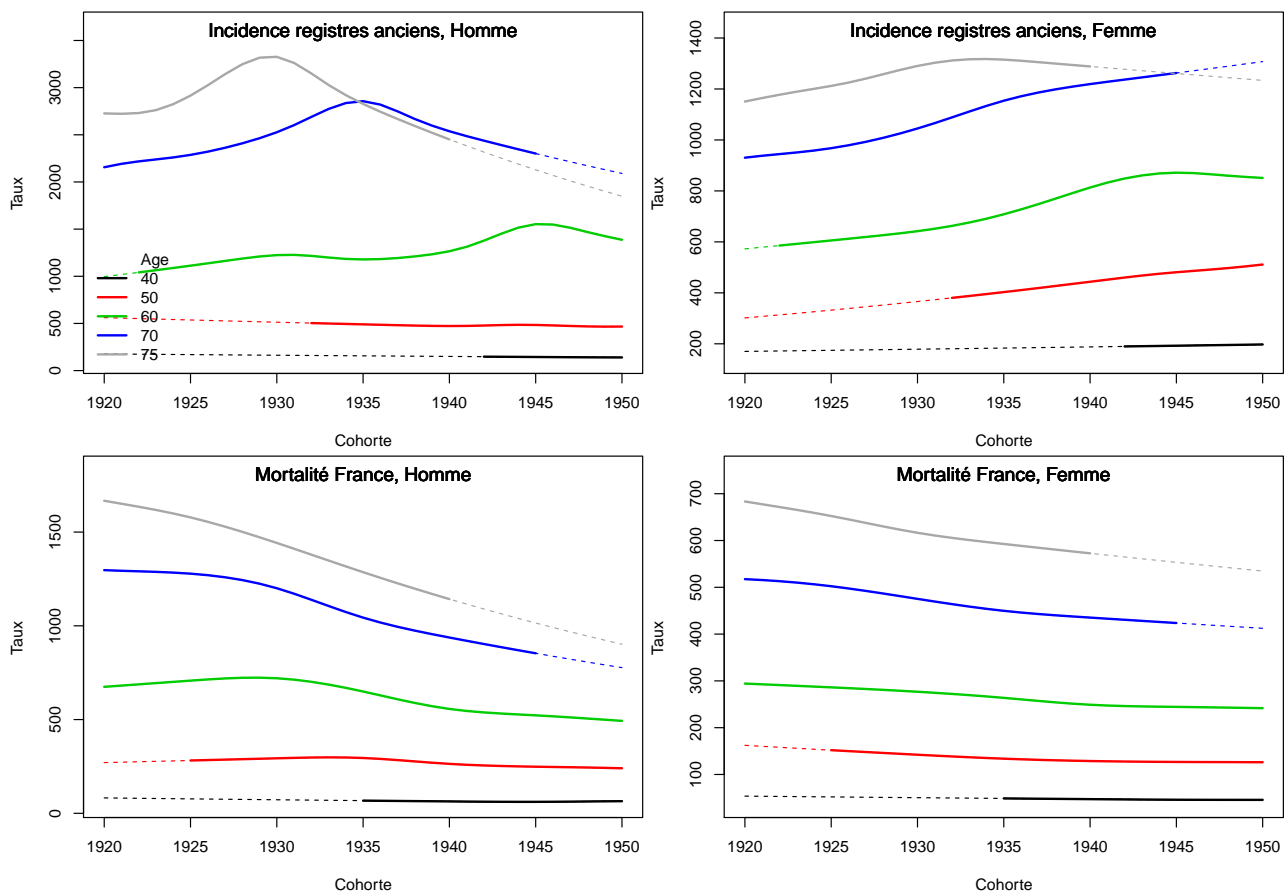 Incidence registres anciens, Homme
Taux
0 500 1000 2000 3000
Age
40
50
60
70
75
1920 1925 1930 1935 1940 1945 1950
Cohorte
Incidence registres anciens, Femme
Taux
200 400 600 800 1000 1200 1400
1920 1925 1930 1935 1940 1945 1950
Cohorte
Mortalité France, Homme
Taux
0 500 1000 1500
1920 1925 1930 1935 1940 1945 1950
Cohorte
Mortalité France, Femme
Taux
100 200 300 400 500 600 700
1920 1925 1930 1935 1940 1945 1950
Cohorte